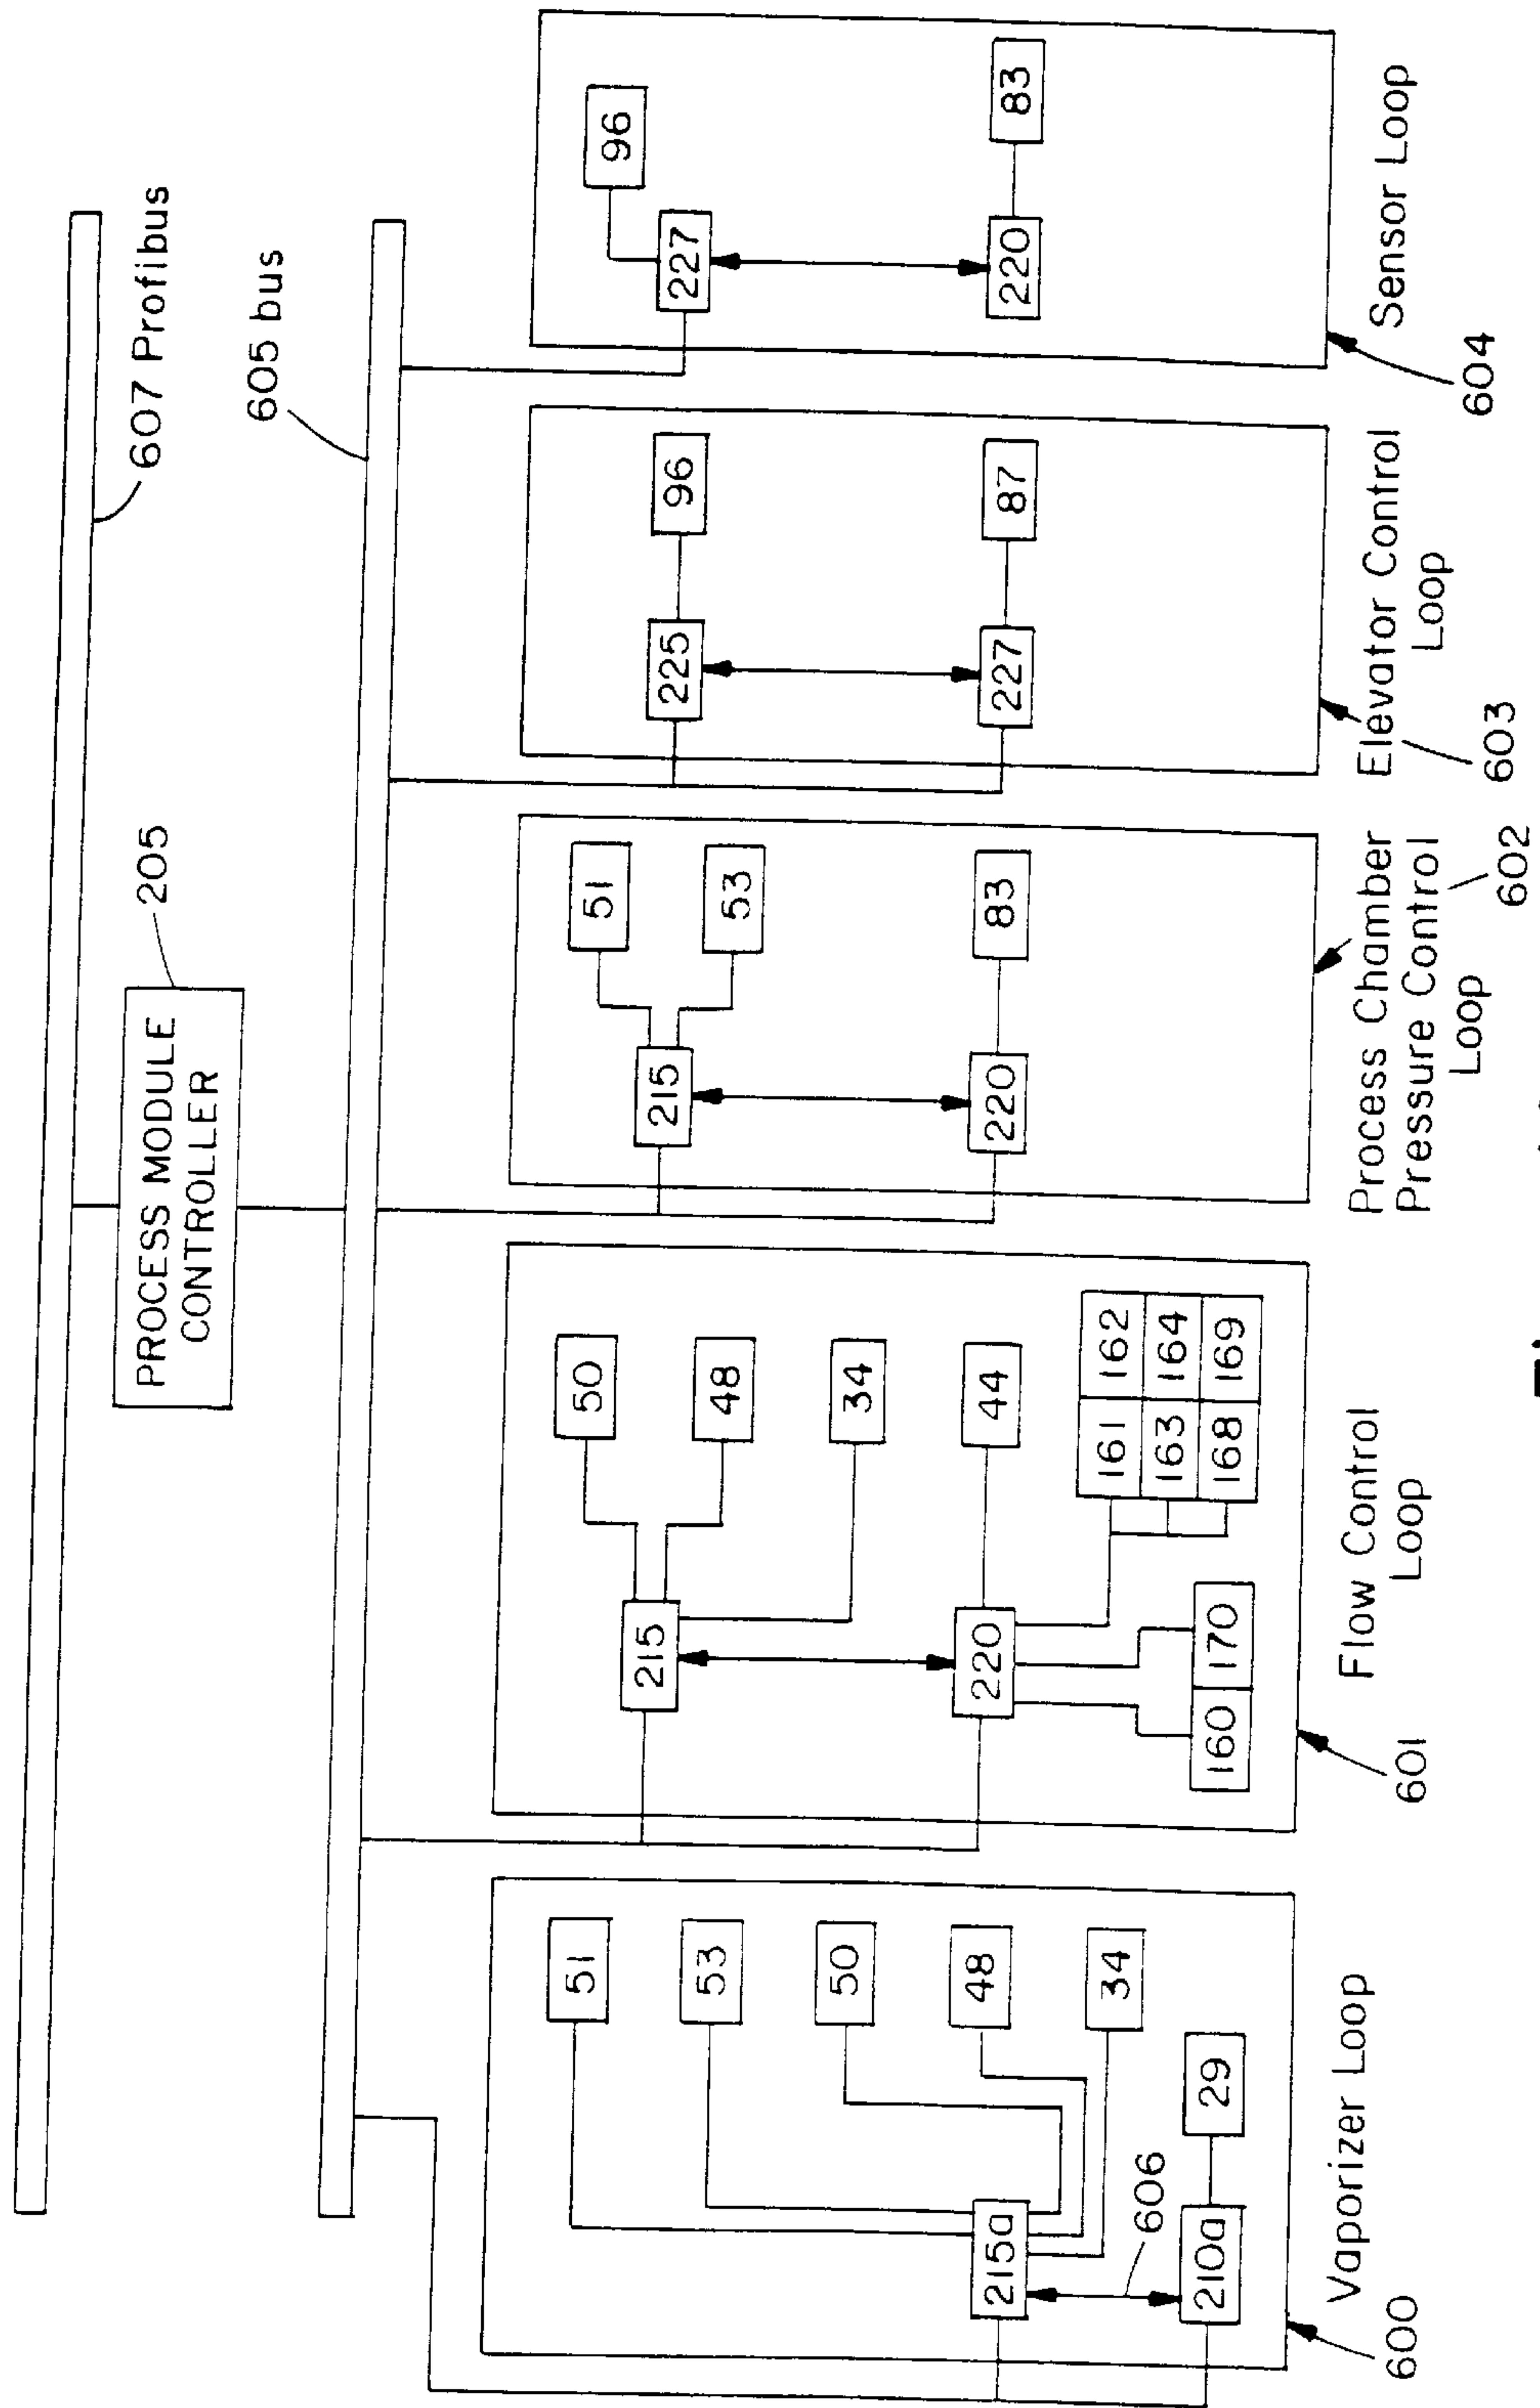 607 Profibus
PROCESS MODULE
CONTROLLER
205
605 bus
51
53
50
48
34
215a
606
210a
29
Vaporizer Loop
600
50
48
215
34
220
44
161
162
163
164
168
169
160
170
Flow Control
Loop
601
51
53
215
220
83
Process Chamber
Pressure Control
Loop
602
225
96
227
87
Elevator Control
Loop
603
96
227
220
83
Sensor Loop
604